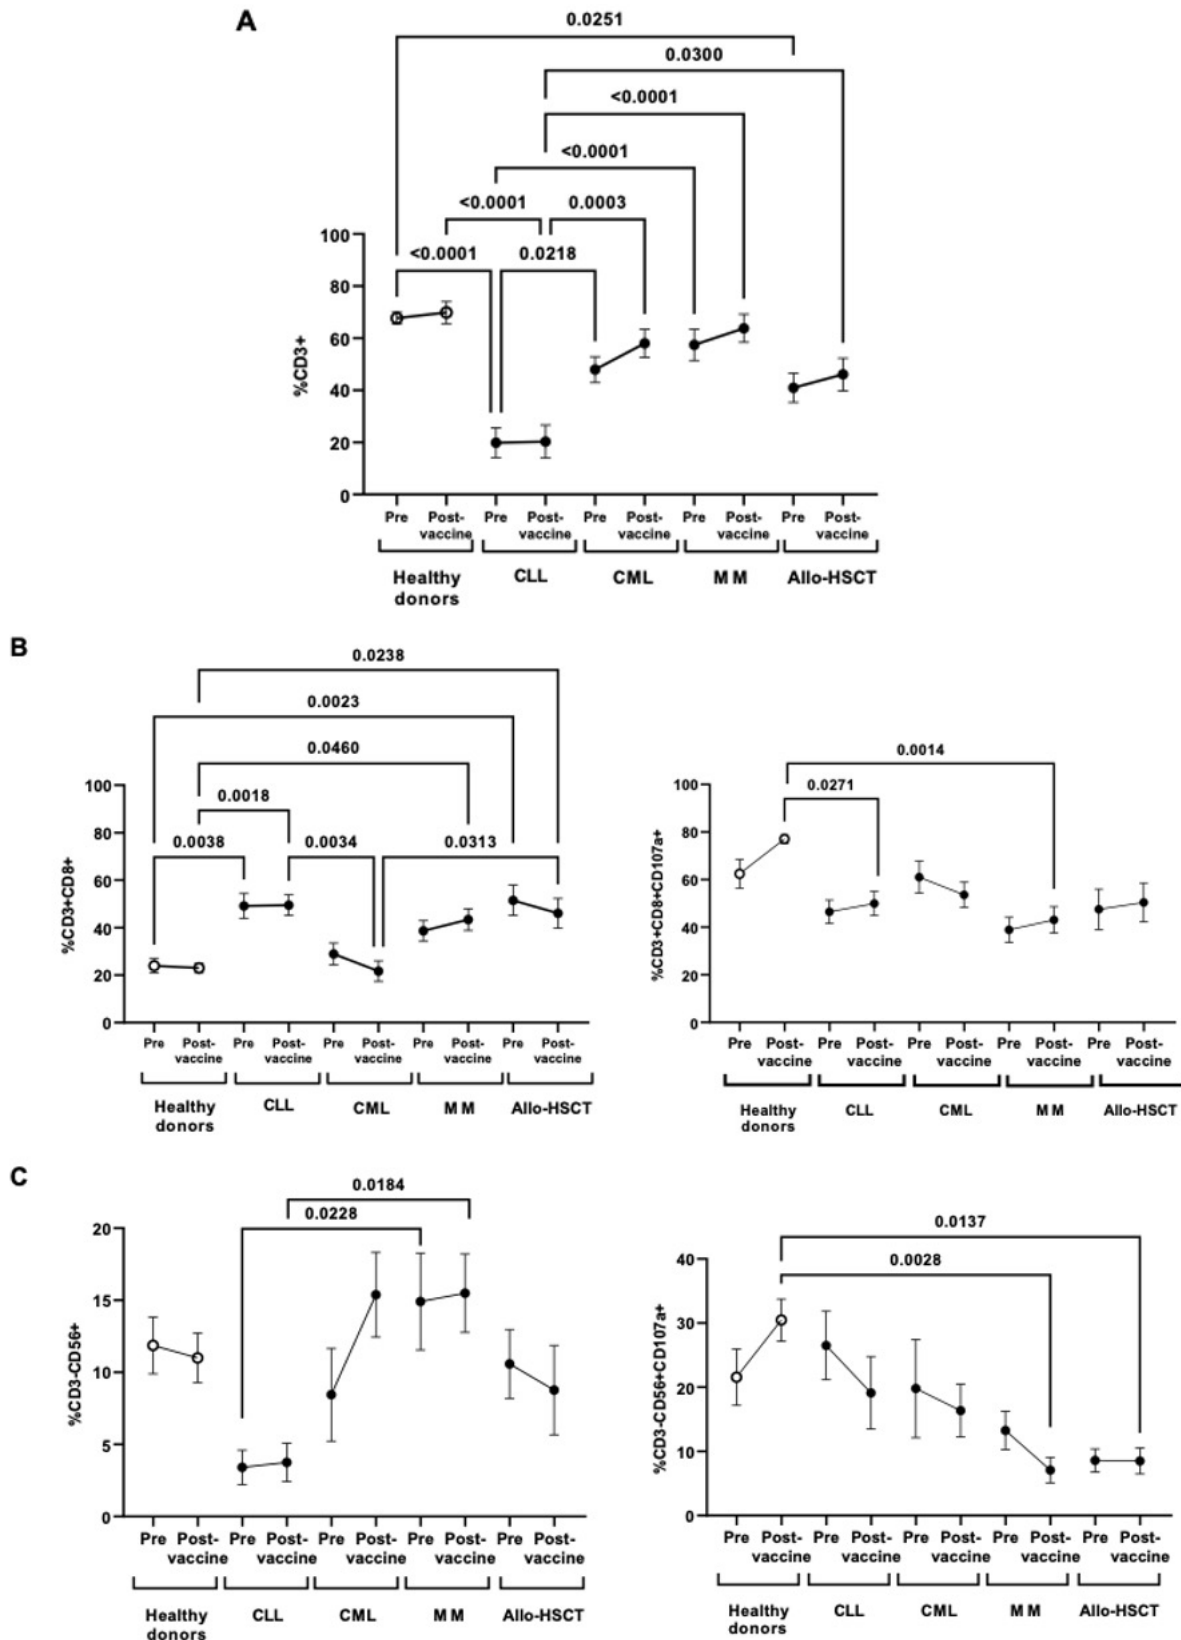 A
0.0251
0.0300
<0.0001
<0.0001
<0.0001 0.0003
<0.0001 0.0218
100
80
60
40
20
0
%CD3+
Pre Post-vaccine Pre Post-vaccine Pre Post-vaccine Pre Post-vaccine Pre Post-vaccine
Healthy donors CLL CML MM Allo-HSCT
B
0.0238
0.0023
0.0460
0.0018
0.0038 0.0034 0.0313
100
80
60
40
20
0
%CD3+CD8+
Pre Post-vaccine Pre Post-vaccine Pre Post-vaccine Pre Post-vaccine Pre Post-vaccine
Healthy donors CLL CML MM Allo-HSCT
0.0014
0.0271
100
80
60
40
20
0
%CD3+CD8+CD107a+
Pre Post-vaccine Pre Post-vaccine Pre Post-vaccine Pre Post-vaccine Pre Post-vaccine
Healthy donors CLL CML MM Allo-HSCT
C
0.0184
0.0228
20
15
10
5
0
%CD3-CD56+
Pre Post-vaccine Pre Post-vaccine Pre Post-vaccine Pre Post-vaccine Pre Post-vaccine
Healthy donors CLL CML MM Allo-HSCT
0.0137
0.0028
40
30
20
10
0
%CD3-CD56+CD107a+
Pre Post-vaccine Pre Post-vaccine Pre Post-vaccine Pre Post-vaccine Pre Post-vaccine
Healthy donors CLL CML MM Allo-HSCT